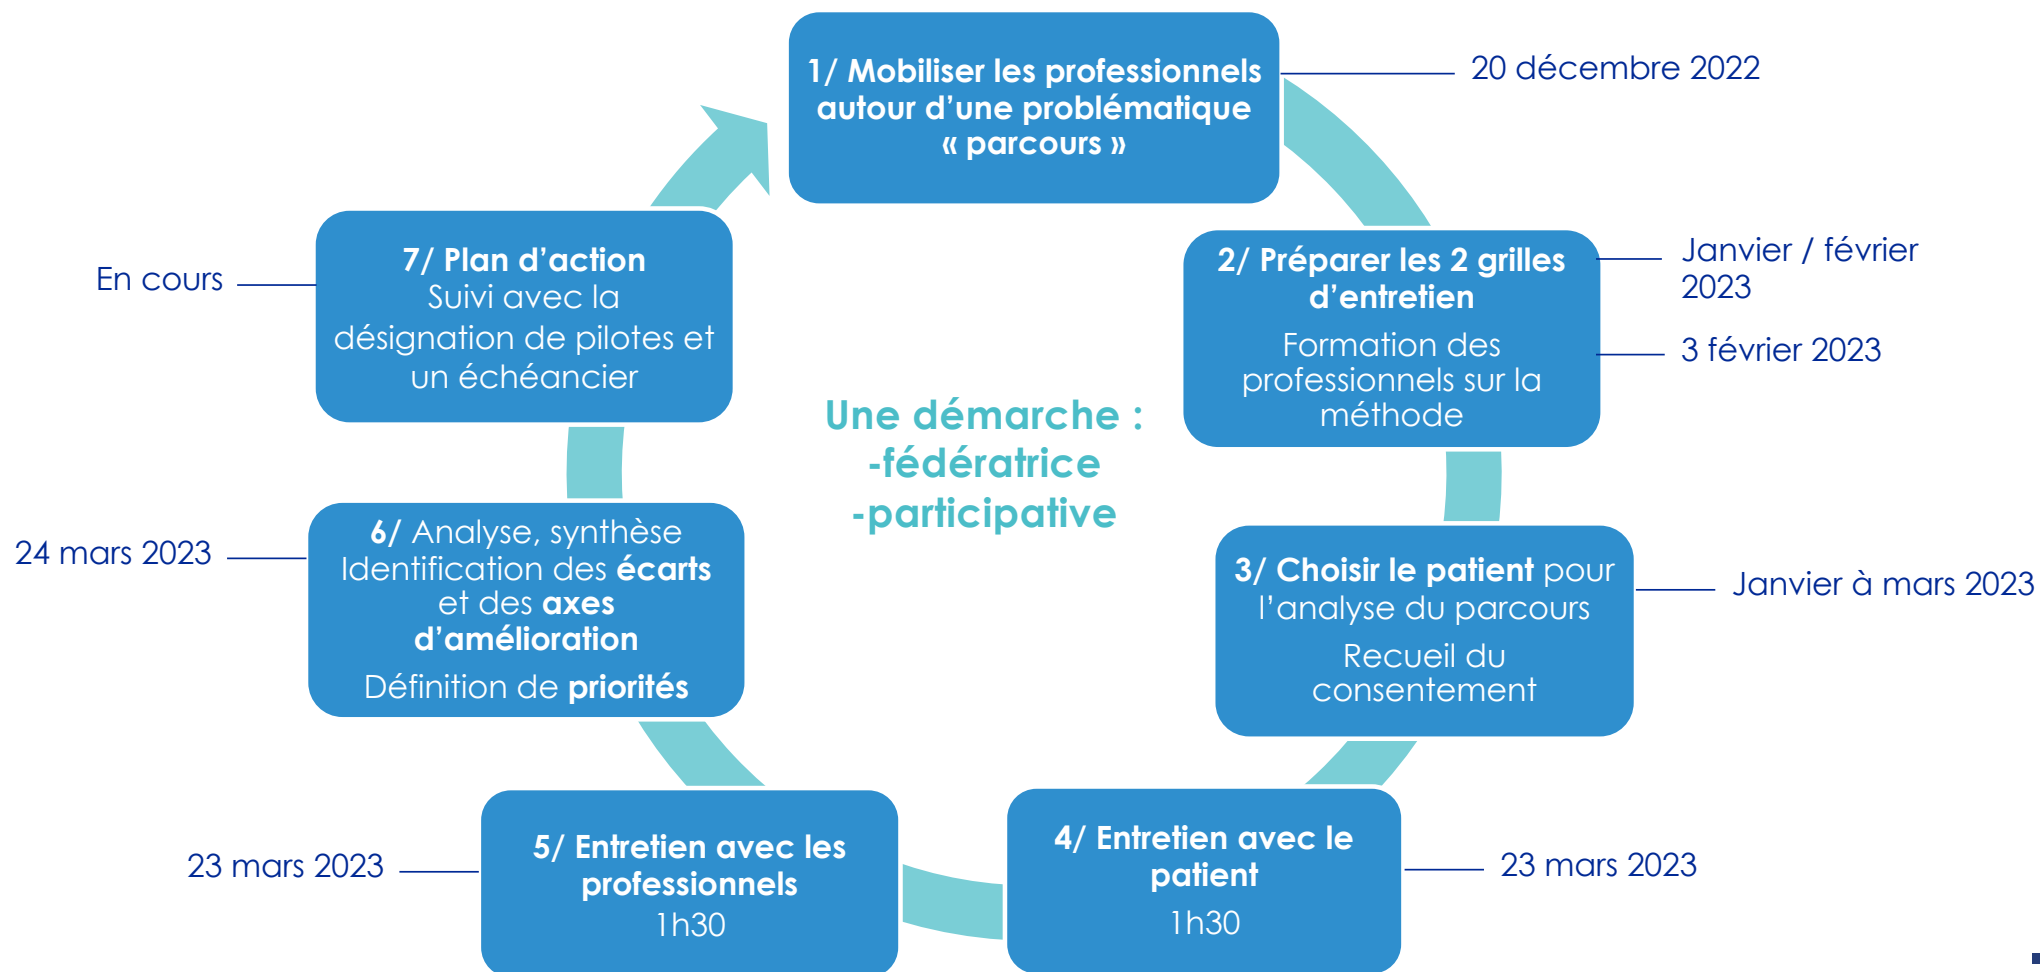 1/ Mobiliser les professionnels
autour d’une problématique
« parcours »
20 décembre 2022
2/ Préparer les 2 grilles
d’entretien
Formation des
professionnels sur la
méthode
Janvier / février
2023
3 février 2023
3/ Choisir le patient pour
l’analyse du parcours
Recueil du
consentement
Janvier à mars 2023
4/ Entretien avec le
patient
1h30
23 mars 2023
5/ Entretien avec les
professionnels
1h30
23 mars 2023
6/ Analyse, synthèse
Identification des écarts
et des axes
d’amélioration
Définition de priorités
24 mars 2023
7/ Plan d’action
Suivi avec la
désignation de pilotes et
un échéancier
En cours
Une démarche :
-fédératrice
-participative